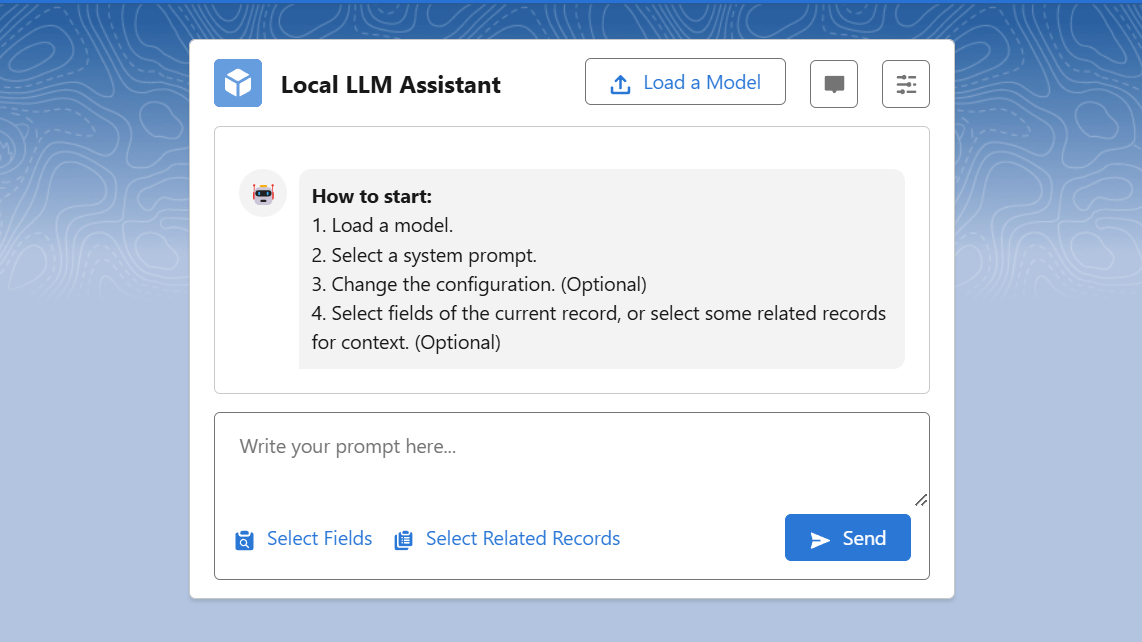 Local LLM Assistant
Load a Model
How to start:
1. Load a model.
2. Select a system prompt.
3. Change the configuration. (Optional)
4. Select fields of the current record, or select some related records
for context. (Optional)
Write your prompt here...
Select Fields
Select Related Records
Send